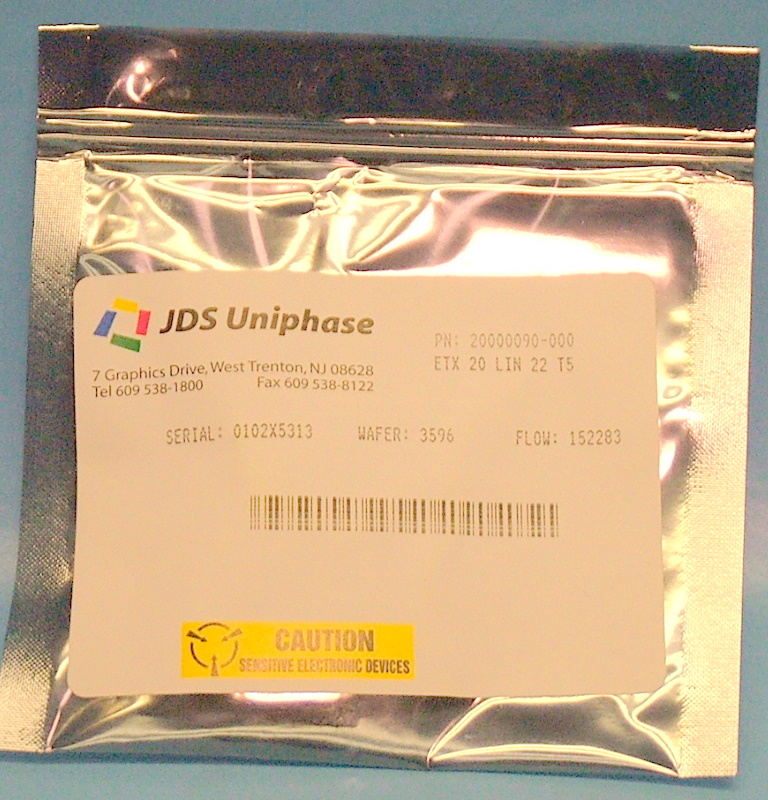 JDS Uniphase
7 Graphics Drive, West Trenton, NJ 08628
Tel 609 538-1800 Fax 609 538-8122
PN: 20000090-000
ETX 20 LIN 22 T5
SERIAL: 0102X5313 WAFER: 3596 FLOW: 152283
CAUTION
SENSITIVE ELECTRONIC DEVICES